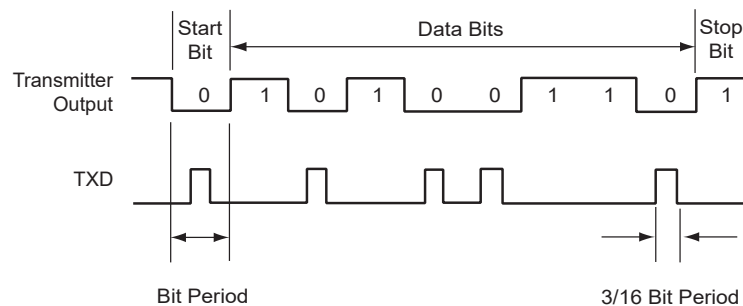 Start
Bit
Data Bits
Stop
Bit
Transmitter
Output
0 1 0 1 0 0 1 1 0 1
TXD
Bit Period
3/16 Bit Period